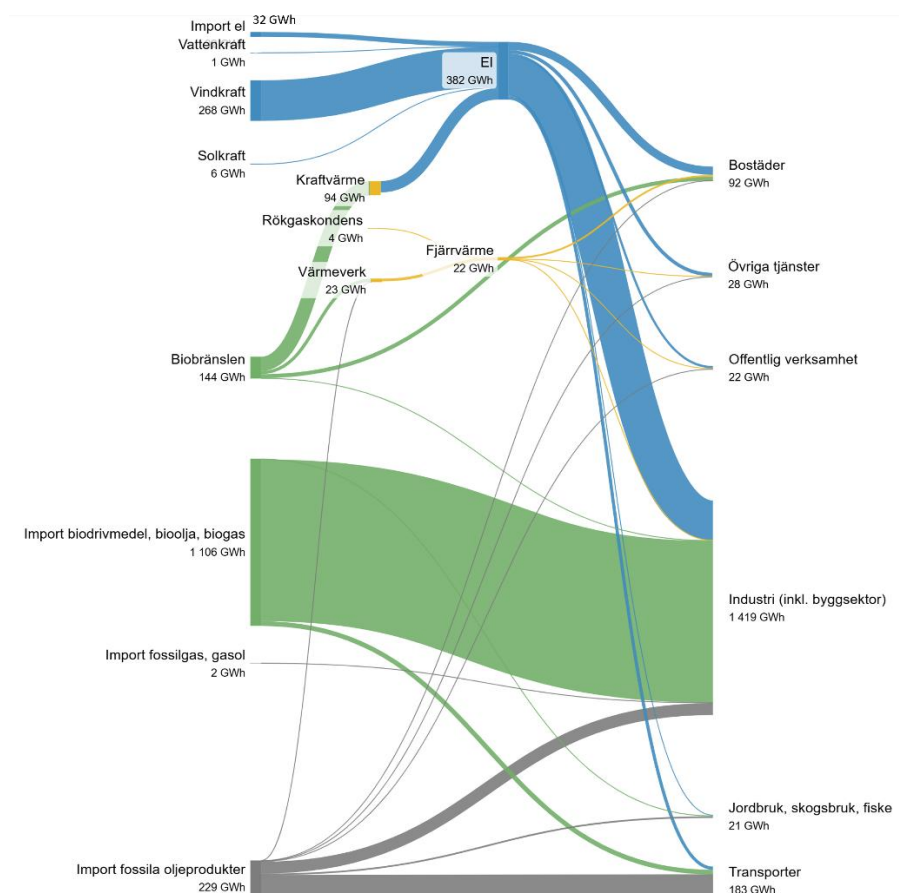 Import el
32 GWh
Vattenkraft
1 GWh
Vindkraft
268 GWh
Solkraft
6 GWh
El
382 GWh
Kraftvärme
94 GWh
Rökgaskondens
4 GWh
Värmeverk
23 GWh
Fjärrvärme
22 GWh
Biobränslen
144 GWh
Import biodrivmedel, bioolja, biogas
1 106 GWh
Import fossilgas, gasol
2 GWh
Import fossila oljeprodukter
229 GWh
Bostäder
92 GWh
Övriga tjänster
28 GWh
Offentlig verksamhet
22 GWh
Industri (inkl. byggsektor)
1 419 GWh
Jordbruk, skogsbruk, fiske
21 GWh
Transporter
183 GWh